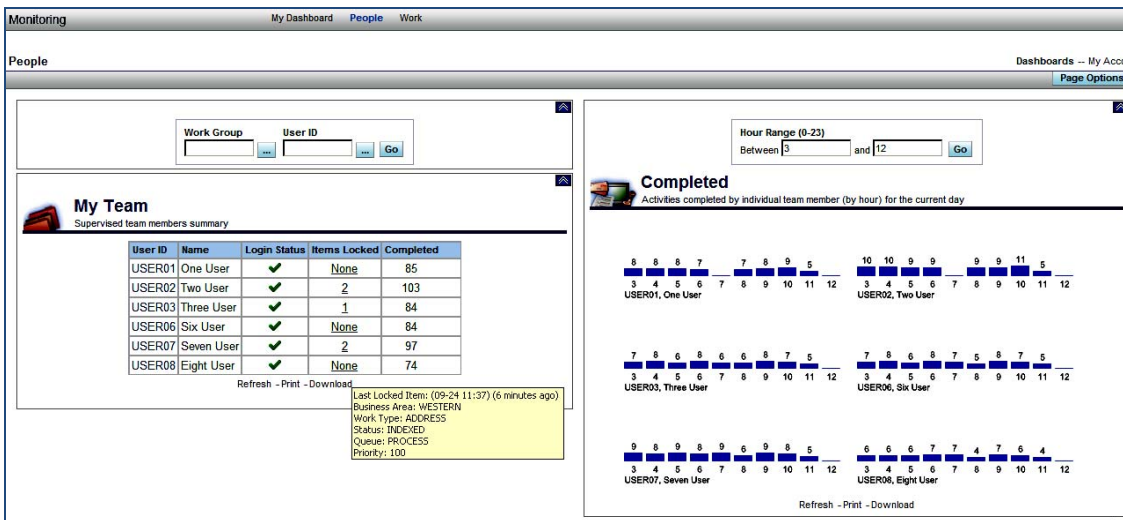 Monitoring My Dashboard People Work
People
Dashboards -- My Acc
Page Options
Work Group User ID
... ... Go
My Team
Supervised team members summary
User ID Name Login Status Items Locked Completed
USER01 One User None 85
USER02 Two User 2 103
USER03 Three User 1 84
USER06 Six User None 84
USER07 Seven User 2 97
USER08 Eight User None 74
Refresh - Print - Download
Last Locked Item: (09-24 11:37) (6 minutes ago)
Business Area: WESTERN
Work Type: ADDRESS
Status: INDEXED
Queue: PROCESS
Priority: 100
Hour Range (0-23)
Between 3 and 12 Go
Completed
Activities completed by individual team member (by hour) for the current day
8 8 8 7 7 8 9 5
3 4 5 6 7 8 9 10 11 12
USER01, One User
10 10 9 9 9 9 11 5
3 4 5 6 7 8 9 10 11 12
USER02, Two User
7 8 6 8 6 6 8 7 5
3 4 5 6 7 8 9 10 11 12
USER03, Three User
7 8 6 8 7 5 8 7 5
3 4 5 6 7 8 9 10 11 12
USER06, Six User
9 8 9 8 9 6 9 8 5
3 4 5 6 7 8 9 10 11 12
USER07, Seven User
6 6 6 7 7 4 7 6 4
3 4 5 6 7 8 9 10 11 12
USER08, Eight User
Refresh - Print - Download